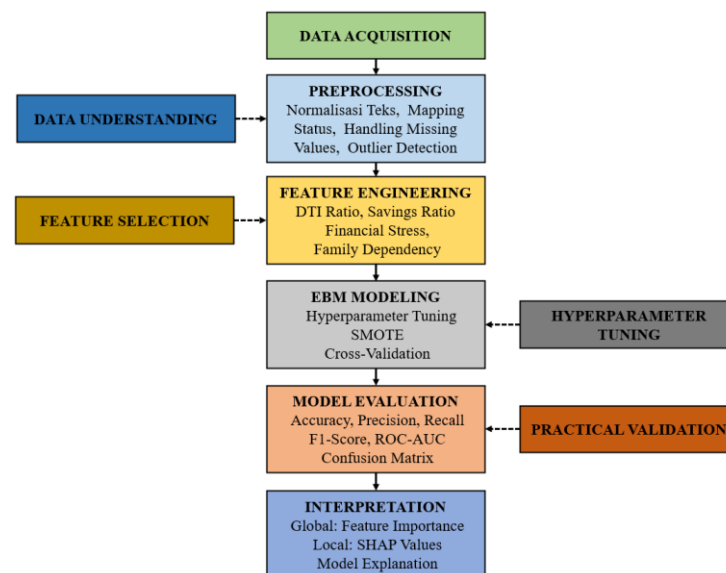 DATA ACQUISITION
PREPROCESSING
Normalisasi Teks, Mapping
Status, Handling Missing
Values, Outlier Detection
DATA UNDERSTANDING
FEATURE ENGINEERING
DTI Ratio, Savings Ratio
Financial Stress,
Family Dependency
FEATURE SELECTION
EBM MODELING
Hyperparameter Tuning
SMOTE
Cross-Validation
HYPERPARAMETER
TUNING
MODEL EVALUATION
Accuracy, Precision, Recall
F1-Score, ROC-AUC
Confusion Matrix
PRACTICAL VALIDATION
INTERPRETATION
Global: Feature Importance
Local: SHAP Values
Model Explanation